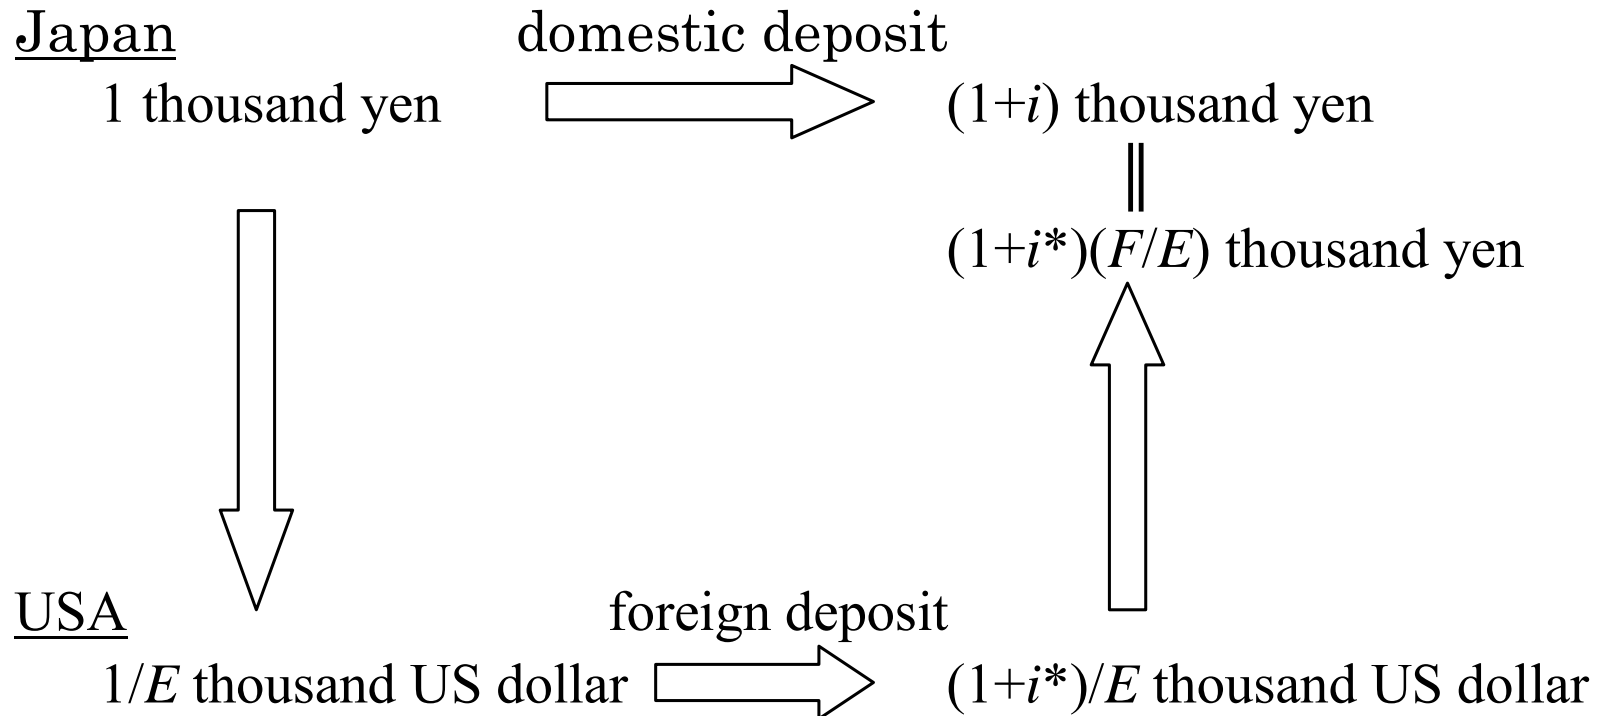 Japan
domestic deposit
1 thousand yen
(1+i) thousand yen
||
(1+i*)(F/E) thousand yen
USA
foreign deposit
1/E thousand US dollar
(1+i*)/E thousand US dollar